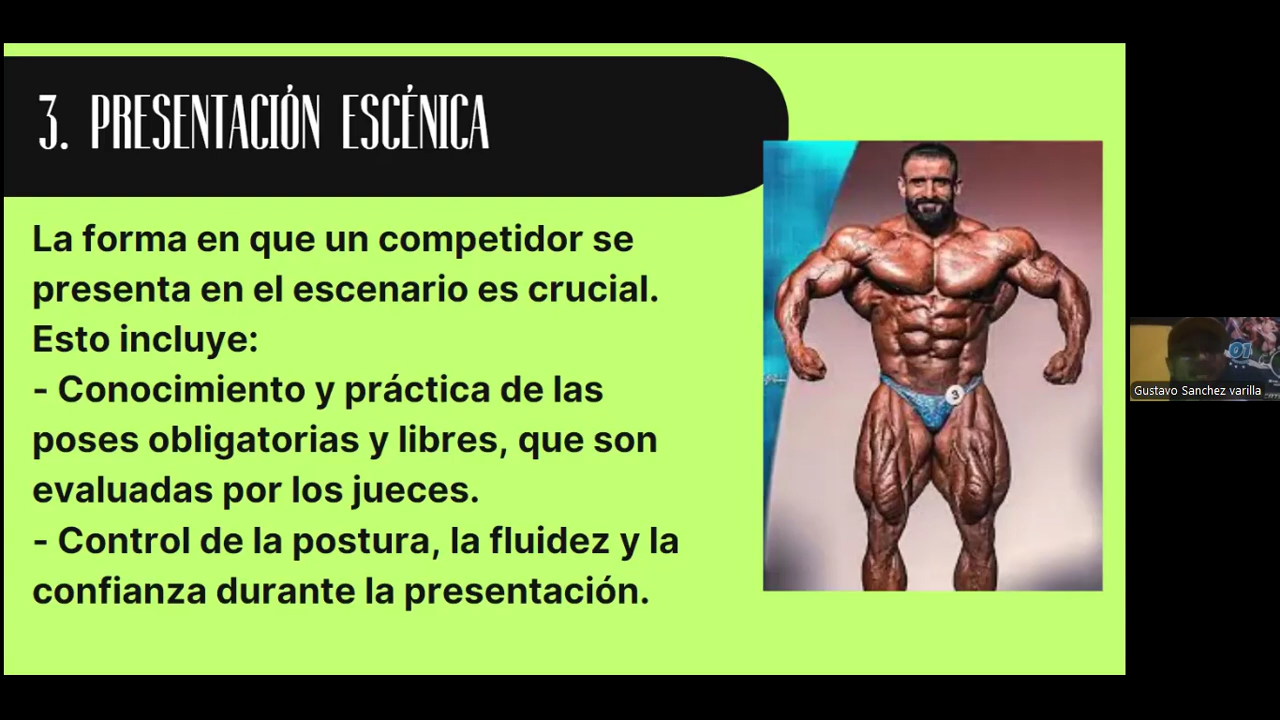 3. PRESENTACIÓN ESCÉNICA
La forma en que un competidor se
presenta en el escenario es crucial.
Esto incluye:
- Conocimiento y práctica de las
poses obligatorias y libres, que son
evaluadas por los jueces.
- Control de la postura, la fluidez y la
confianza durante la presentación.
3
01
Gustavo Sanchez varilla